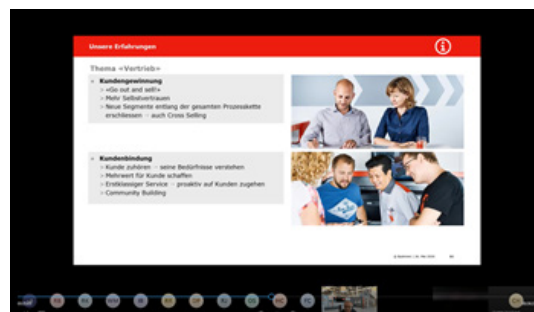 Unsere Erfahrungen
Thema «Vertrieb»
Kundengewinnung
> «Go out and sell!»
> Mehr Selbstvertrauen
> Neue Segmente entlang der gesamten Prozesskette
erschliessen - auch Cross Selling
Kundenbindung
> Kunde zuhören - seine Bedürfnisse verstehen
> Mehrwert für Kunde schaffen
> Erstklassiger Service - proaktiv auf Kunden zugehen
> Community Building